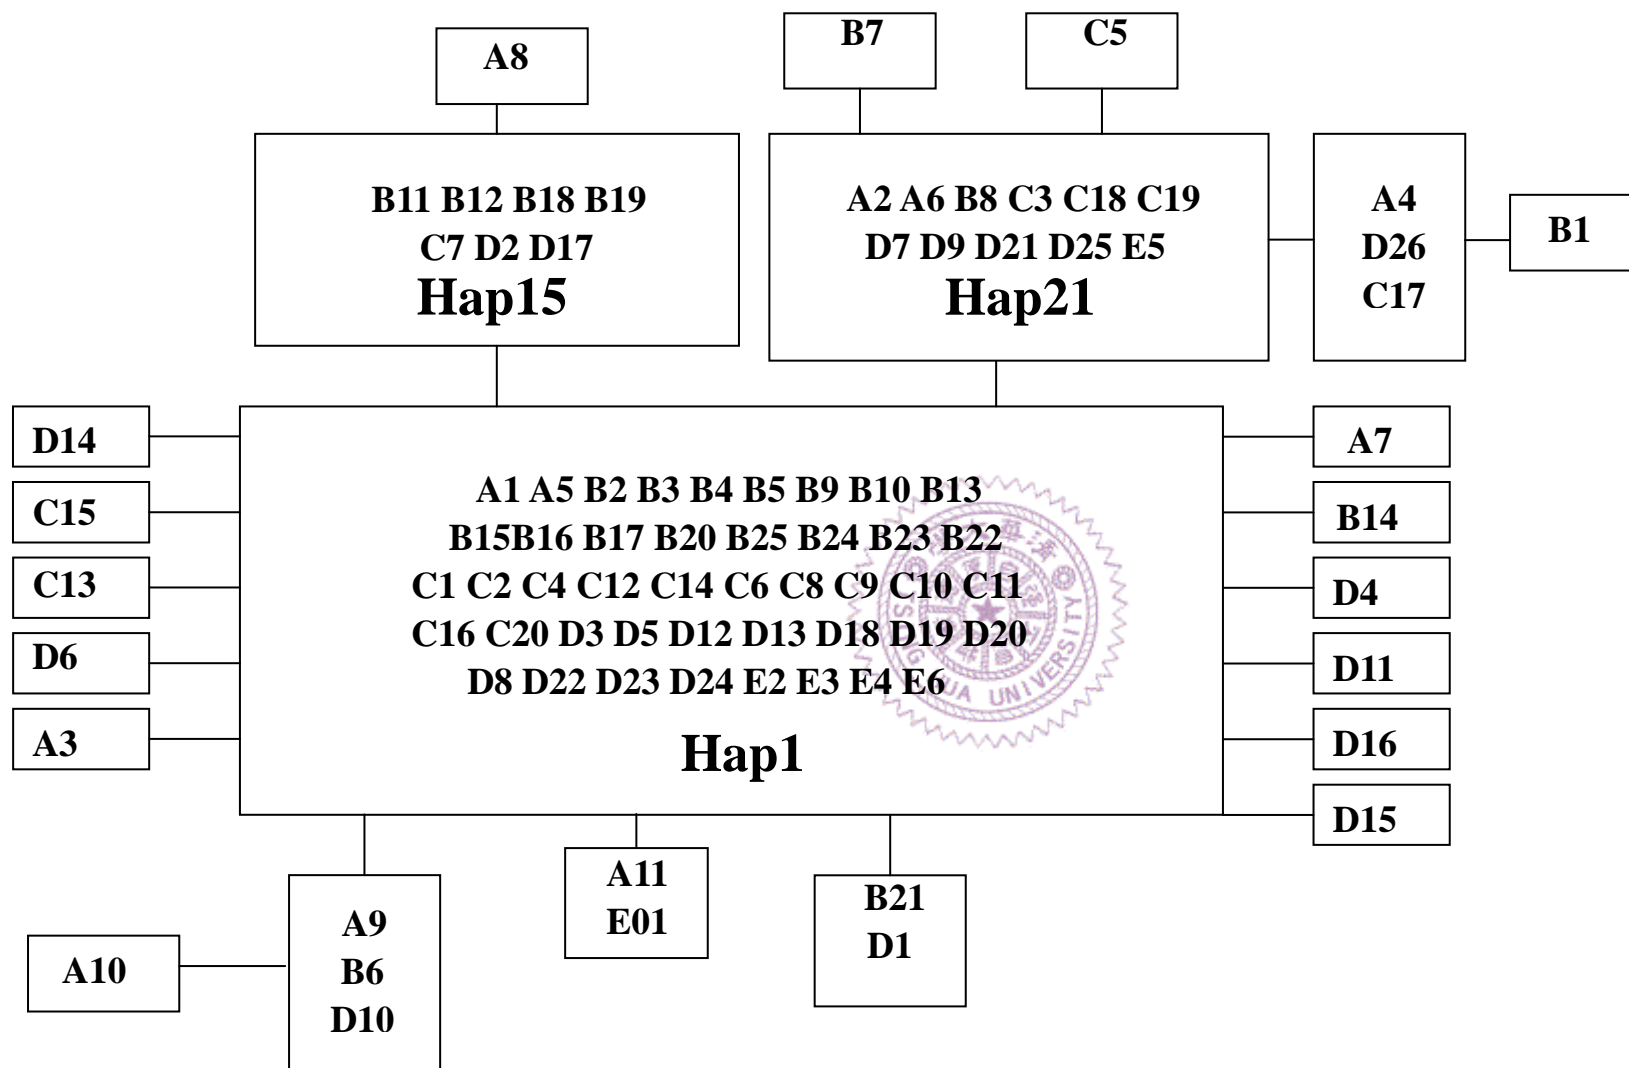 A8
B7
C5
B11 B12 B18 B19
C7 D2 D17
Hap15
A2 A6 B8 C3 C18 C19
D7 D9 D21 D25 E5
Hap21
A4
D26
C17
B1
D14
C15
C13
D6
A3
A1 A5 B2 B3 B4 B5 B9 B10 B13
B15B16 B17 B20 B25 B24 B23 B22
C1 C2 C4 C12 C14 C6 C8 C9 C10 C11
C16 C20 D3 D5 D12 D13 D18 D19 D20
D8 D22 D23 D24 E2 E3 E4 E6
Hap1
UNIVERSITY
A7
B14
D4
D11
D16
D15
A10
A9
B6
D10
A11
E01
B21
D1